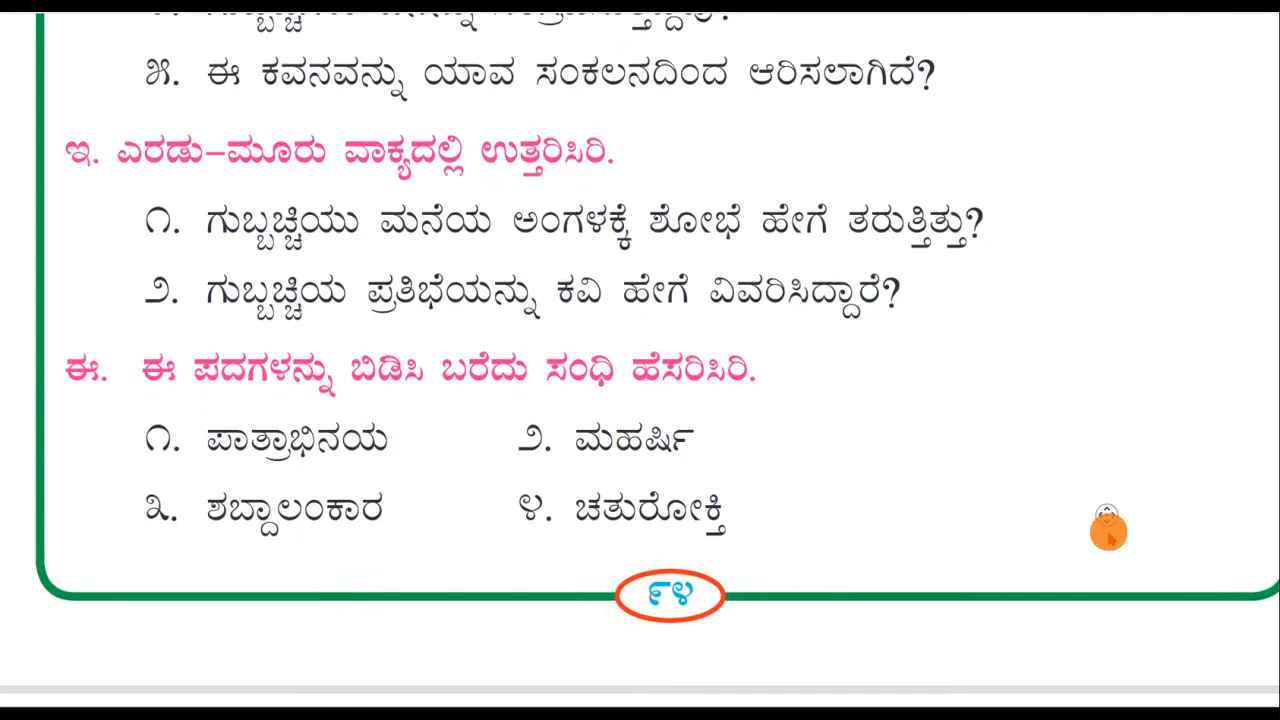 ೫. ಈ ಕವನವನ್ನು ಯಾವ ಸಂಕಲನದಿಂದ ಆರಿಸಲಾಗಿದೆ?
ಇ. ಎರಡು–ಮೂರು ವಾಕ್ಯದಲ್ಲಿ ಉತ್ತರಿಸಿರಿ.
೧. ಗುಬ್ಬಚ್ಚಿಯು ಮನೆಯ ಅಂಗಳಕ್ಕೆ ಶೋಭೆ ಹೇಗೆ ತರುತ್ತಿತ್ತು?
೨. ಗುಬ್ಬಚ್ಚಿಯ ಪ್ರತಿಭೆಯನ್ನು ಕವಿ ಹೇಗೆ ವಿವರಿಸಿದ್ದಾರೆ?
ಈ. ಈ ಪದಗಳನ್ನು ಬಿಡಿಸಿ ಬರೆದು ಸಂಧಿ ಹೆಸರಿಸಿರಿ.
೧. ಪಾತ್ರಾಭಿನಯ ೨. ಮಹರ್ಷಿ
೩. ಶಬ್ದಾಲಂಕಾರ ೪. ಚತುರೋಕ್ತಿ
೯೪